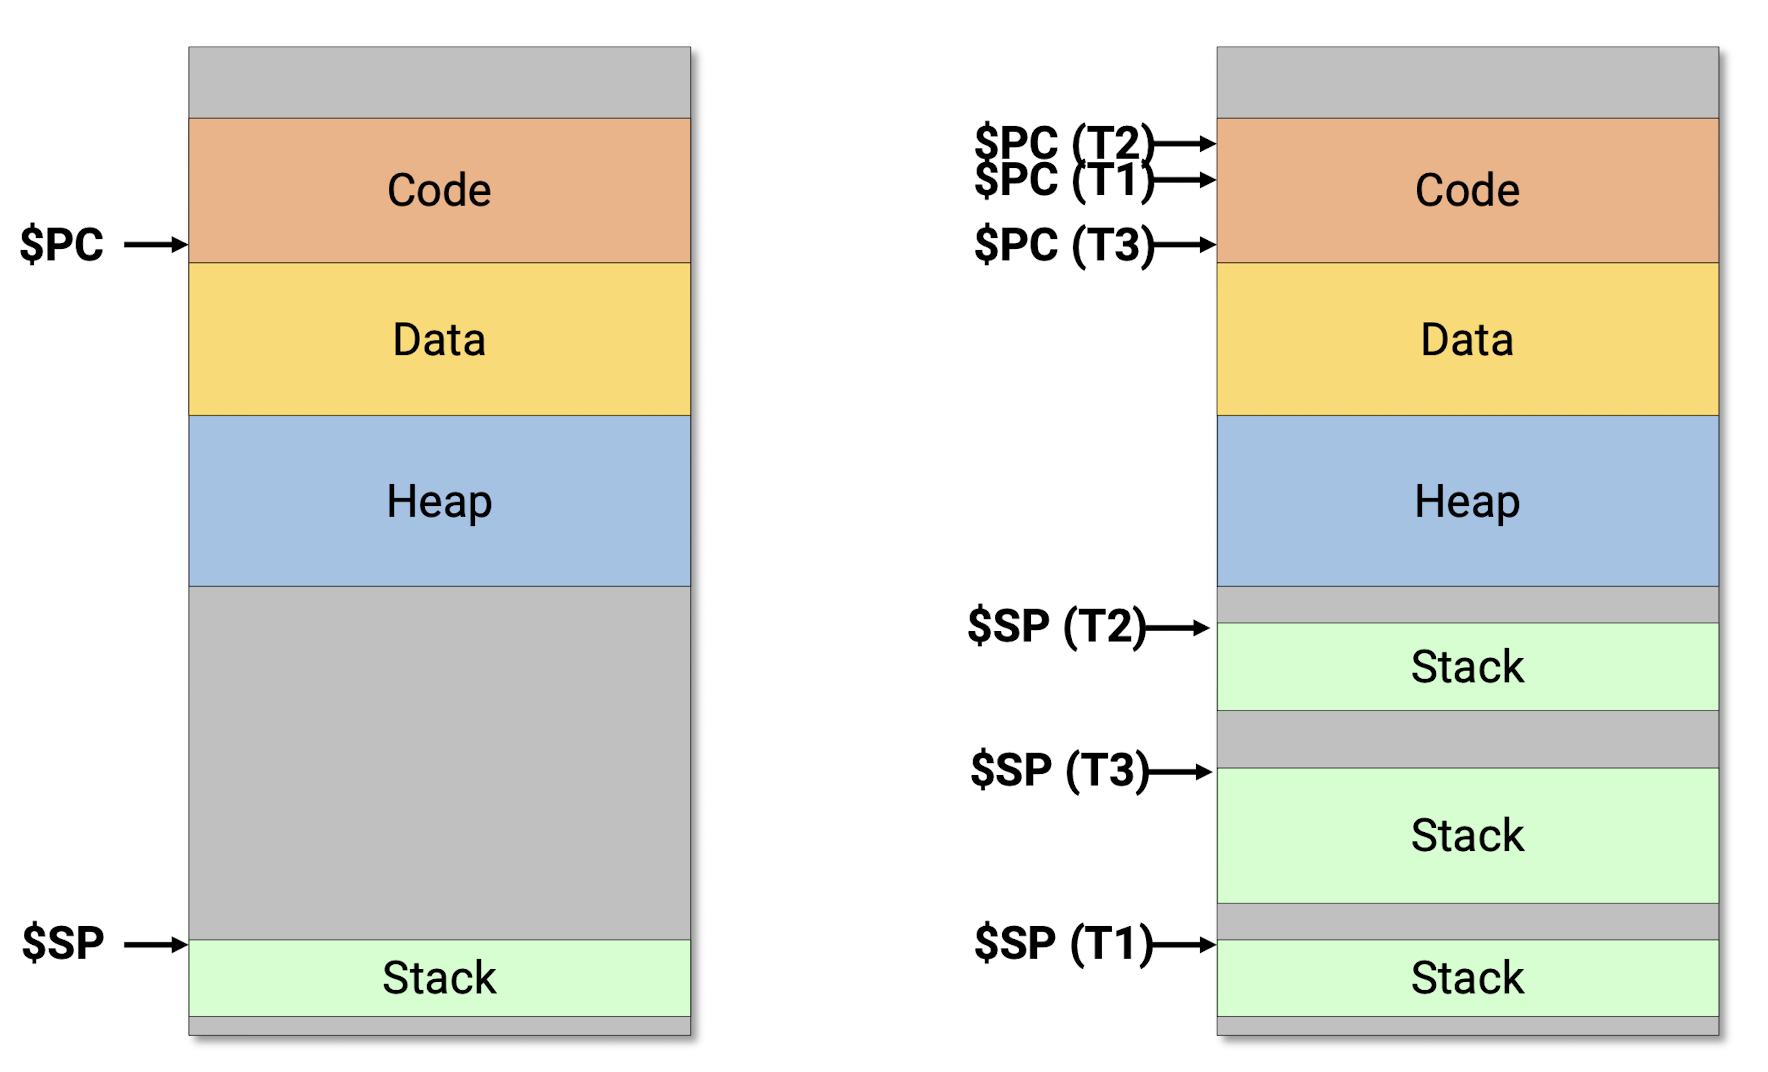 Code
$PC
Data
Heap
$SP
Stack
$PC (T2)
$PC (T1)
Code
$PC (T3)
Data
Heap
$SP (T2)
Stack
$SP (T3)
Stack
$SP (T1)
Stack